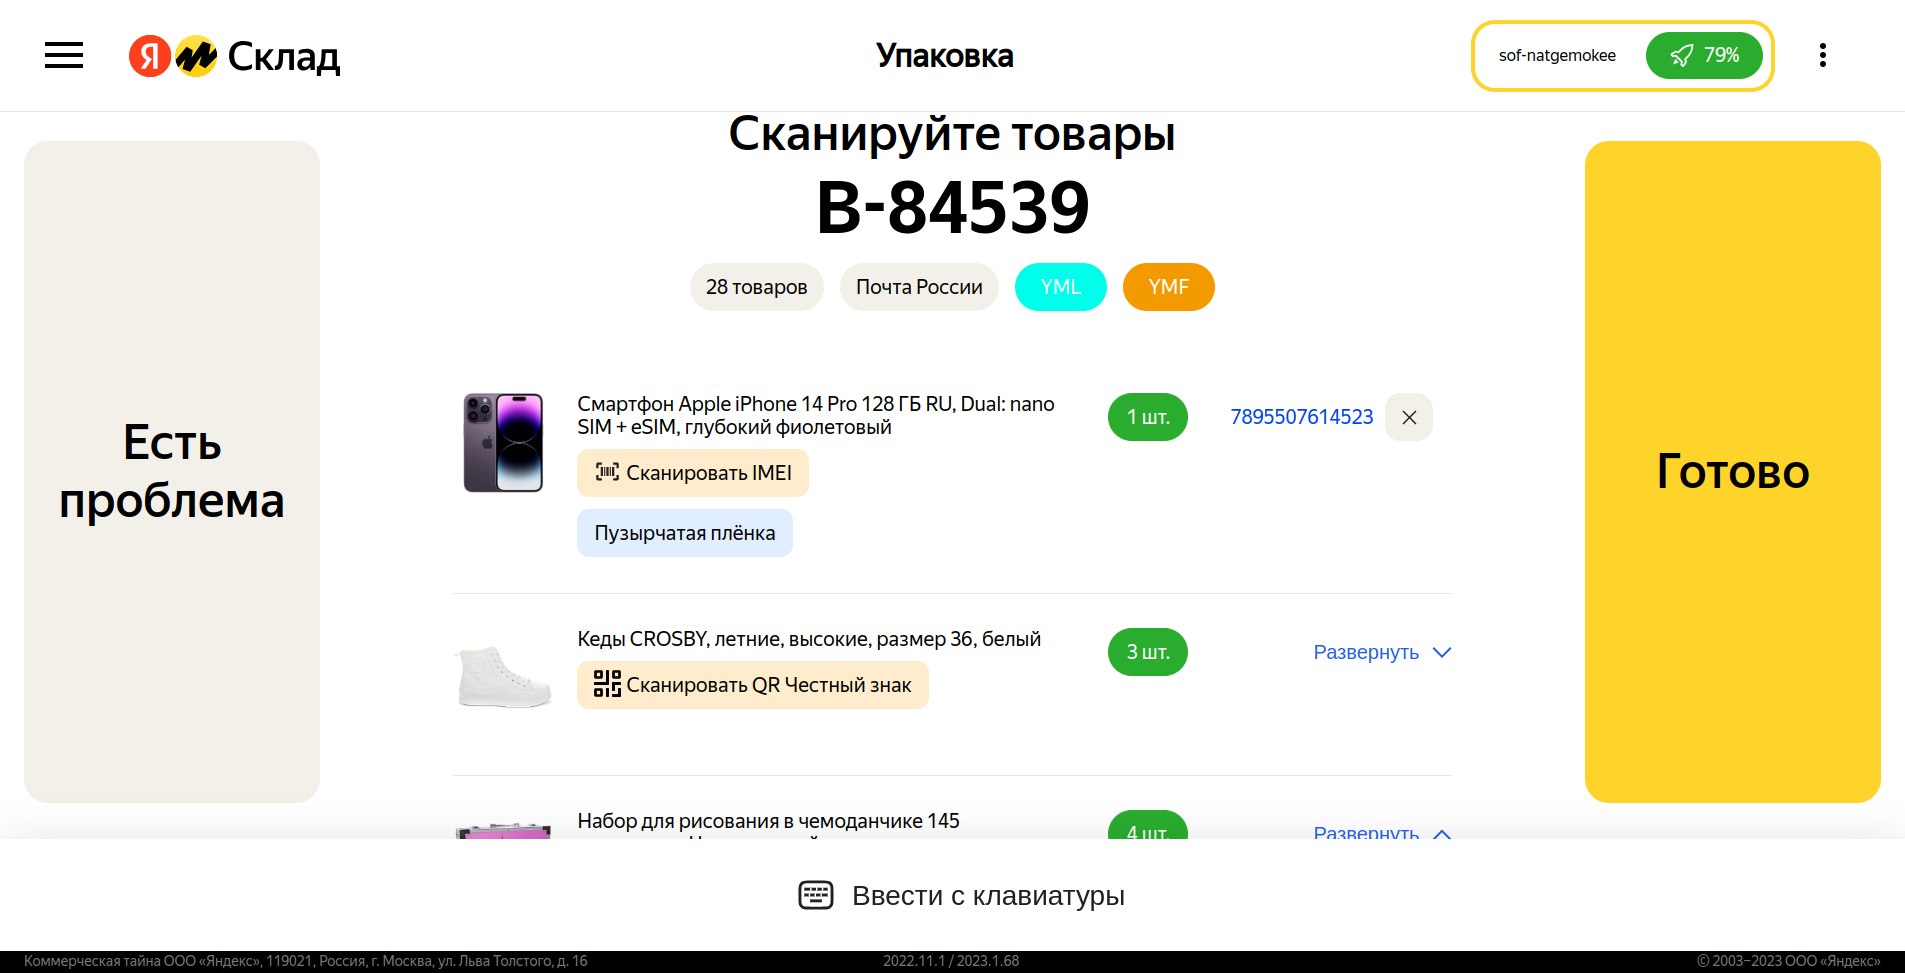 Я Склад
Упаковка
sof-natgemokee
79%
Сканируйте товары
B-84539
28 товаров
Почта России
YML
YMF
Есть
проблема
Готово
Смартфон Apple iPhone 14 Pro 128 ГБ RU, Dual: nano
SIM + eSIM, глубокий фиолетовый
1 шт.
7895507614523
Сканировать IMEI
Пузырчатая плёнка
Кеды CROSBY, летние, высокие, размер 36, белый
3 шт.
Развернуть
Сканировать QR Честный знак
Набор для рисования в чемоданчике 145
4 шт.
Развернуть
Ввести с клавиатуры
Коммерческая тайна ООО «Яндекс», 119021, Россия, г. Москва, ул. Льва Толстого, д. 16
2022.11.1 / 2023.1.68
© 2003–2023 ООО «Яндекс»